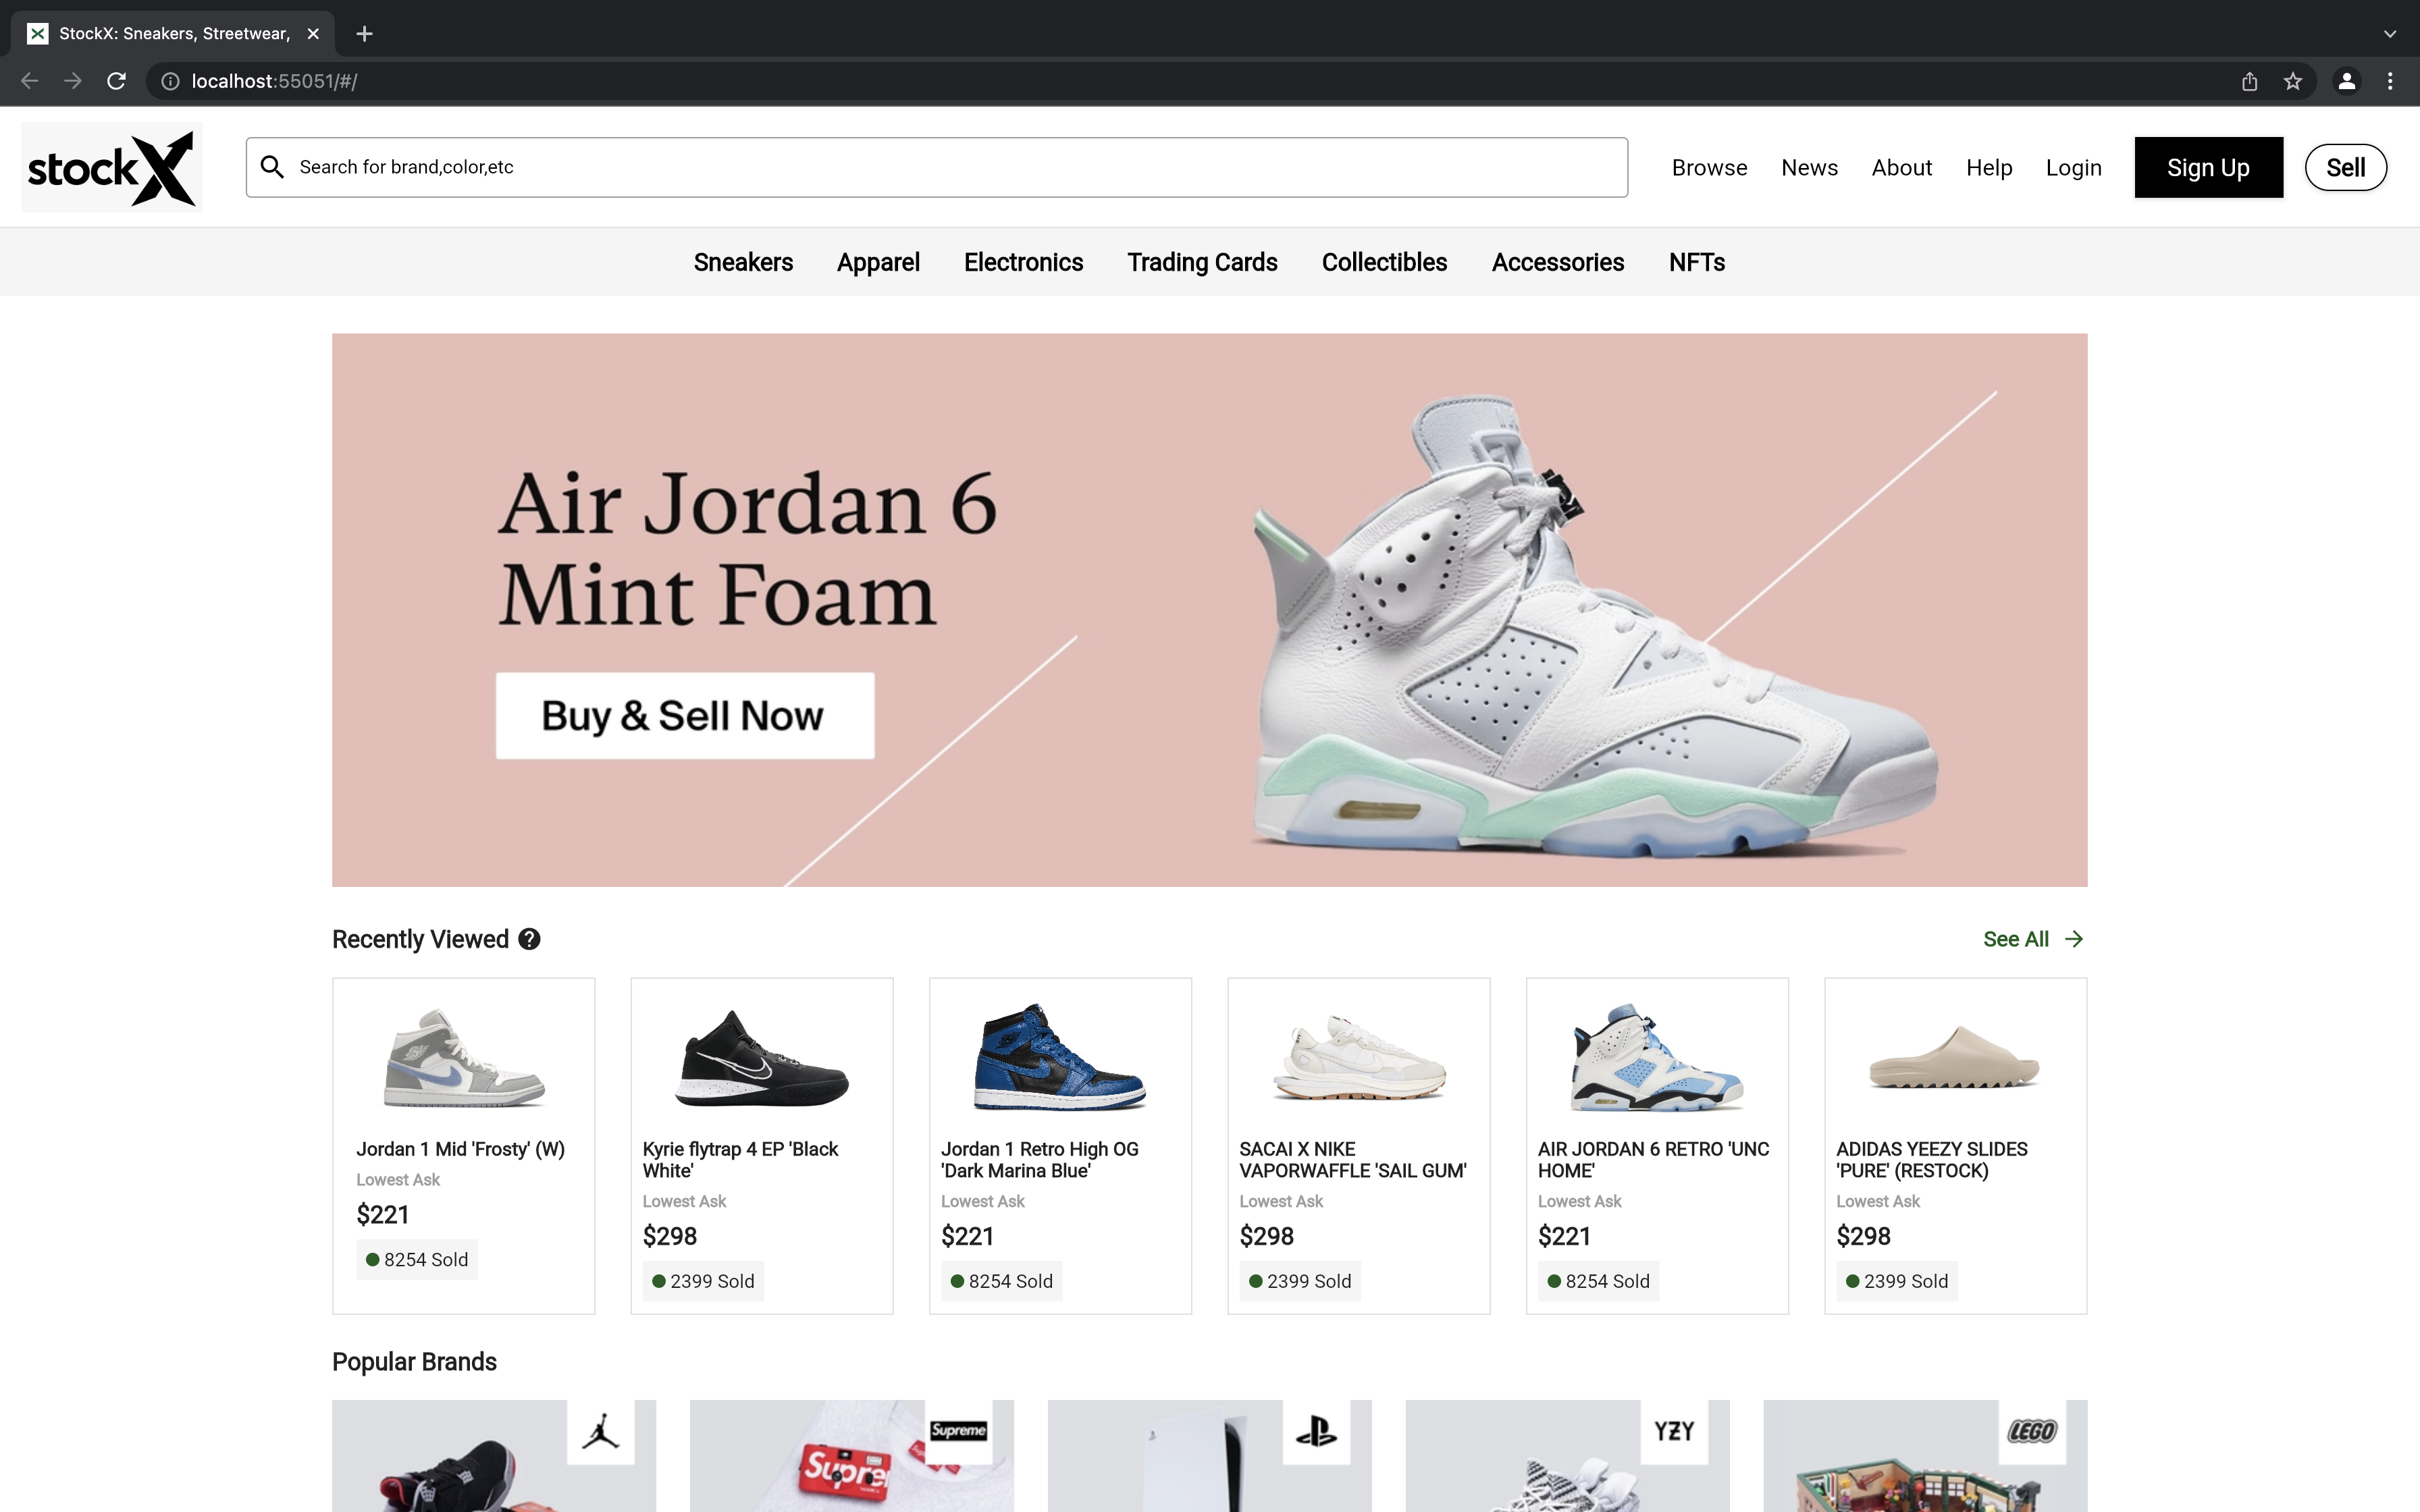 StockX: Sneakers, Streetwear,
localhost:55051/#/
stockX
Search for brand,color,etc
Browse News About Help Login Sign Up Sell
Sneakers Apparel Electronics Trading Cards Collectibles Accessories NFTs
Air Jordan 6
Mint Foam
Buy & Sell Now
Recently Viewed ?
See All →
Jordan 1 Mid 'Frosty' (W)
Lowest Ask
$221
8254 Sold
Kyrie flytrap 4 EP 'Black
White'
Lowest Ask
$298
2399 Sold
Jordan 1 Retro High OG
'Dark Marina Blue'
Lowest Ask
$221
8254 Sold
SACAI X NIKE
VAPORWAFFLE 'SAIL GUM'
Lowest Ask
$298
2399 Sold
AIR JORDAN 6 RETRO 'UNC
HOME'
Lowest Ask
$221
8254 Sold
ADIDAS YEEZY SLIDES
'PURE' (RESTOCK)
Lowest Ask
$298
2399 Sold
Popular Brands
Supreme
YZY
LEGO